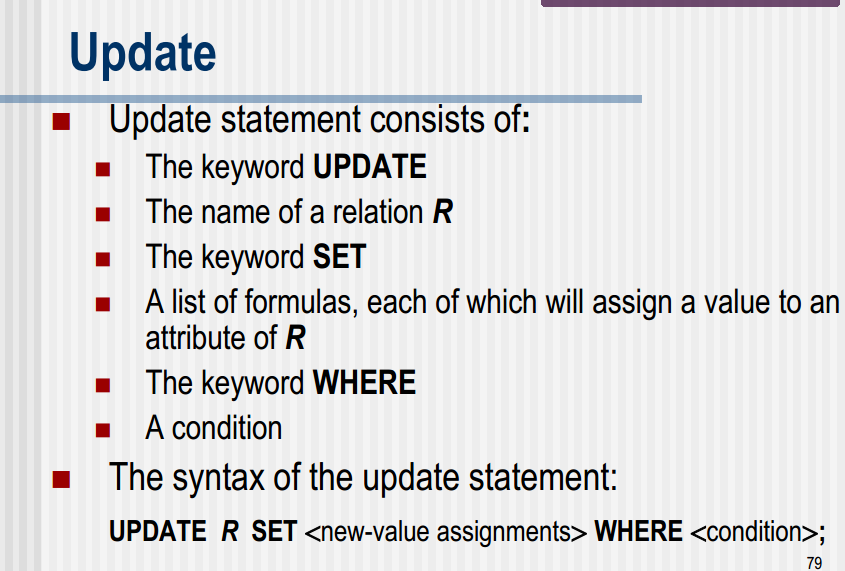 Update
Update statement consists of:
The keyword UPDATE
The name of a relation R
The keyword SET
A list of formulas, each of which will assign a value to an
attribute of R
The keyword WHERE
A condition
The syntax of the update statement:
UPDATE R SET <new-value assignments> WHERE <condition>;
79